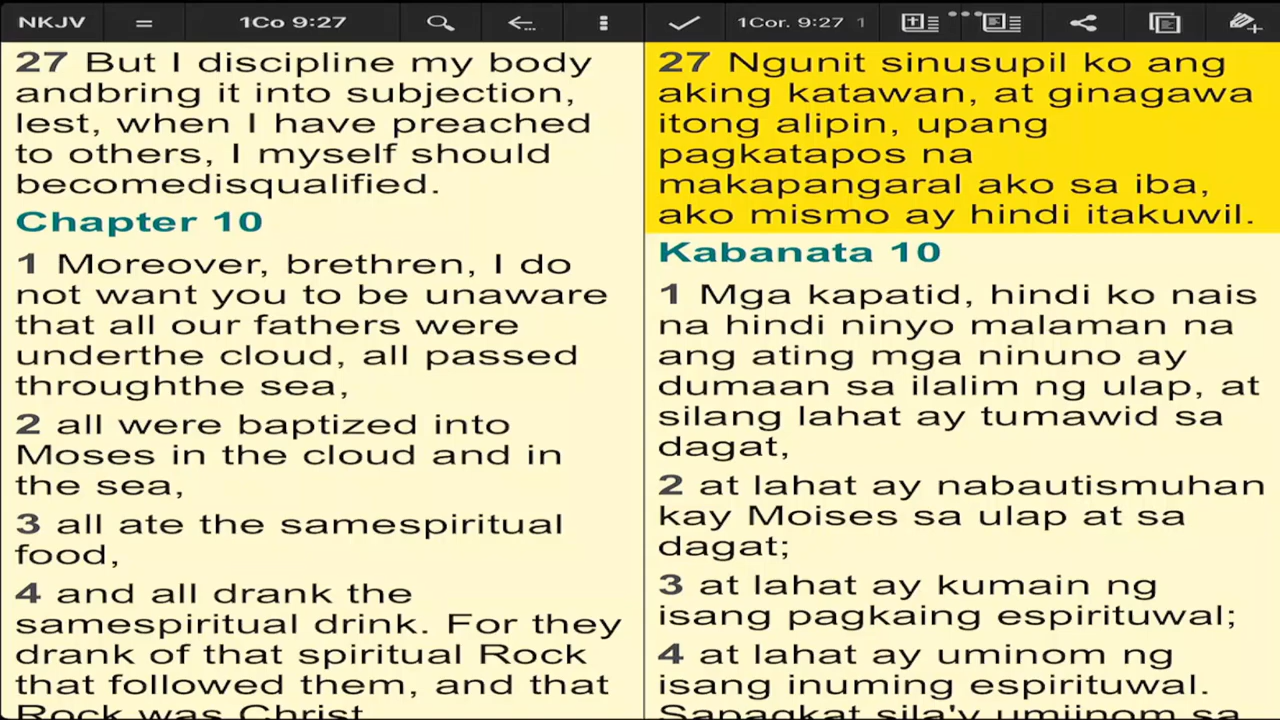 NKJV = 1Co 9:27
27 But I discipline my body
andbring it into subjection,
lest, when I have preached
to others, I myself should
becomedisqualified.
Chapter 10
1 Moreover, brethren, I do
not want you to be unaware
that all our fathers were
underthe cloud, all passed
throughthe sea,
2 all were baptized into
Moses in the cloud and in
the sea,
3 all ate the samespiritual
food,
4 and all drank the
samespiritual drink. For they
drank of that spiritual Rock
that followed them, and that
Rock was Christ
1Cor. 9:27 1
27 Ngunit sinusupil ko ang
aking katawan, at ginagawa
itong alipin, upang
pagkatapos na
makapangaral ako sa iba,
ako mismo ay hindi itakuwil.
Kabanata 10
1 Mga kapatid, hindi ko nais
na hindi ninyo malaman na
ang ating mga ninuno ay
dumaan sa ilalim ng ulap, at
silang lahat ay tumawid sa
dagat,
2 at lahat ay nabautismuhan
kay Moises sa ulap at sa
dagat;
3 at lahat ay kumain ng
isang pagkaing espirituwal;
4 at lahat ay uminom ng
isang inuming espirituwal.
Sapagkat sila'y umiinom sa